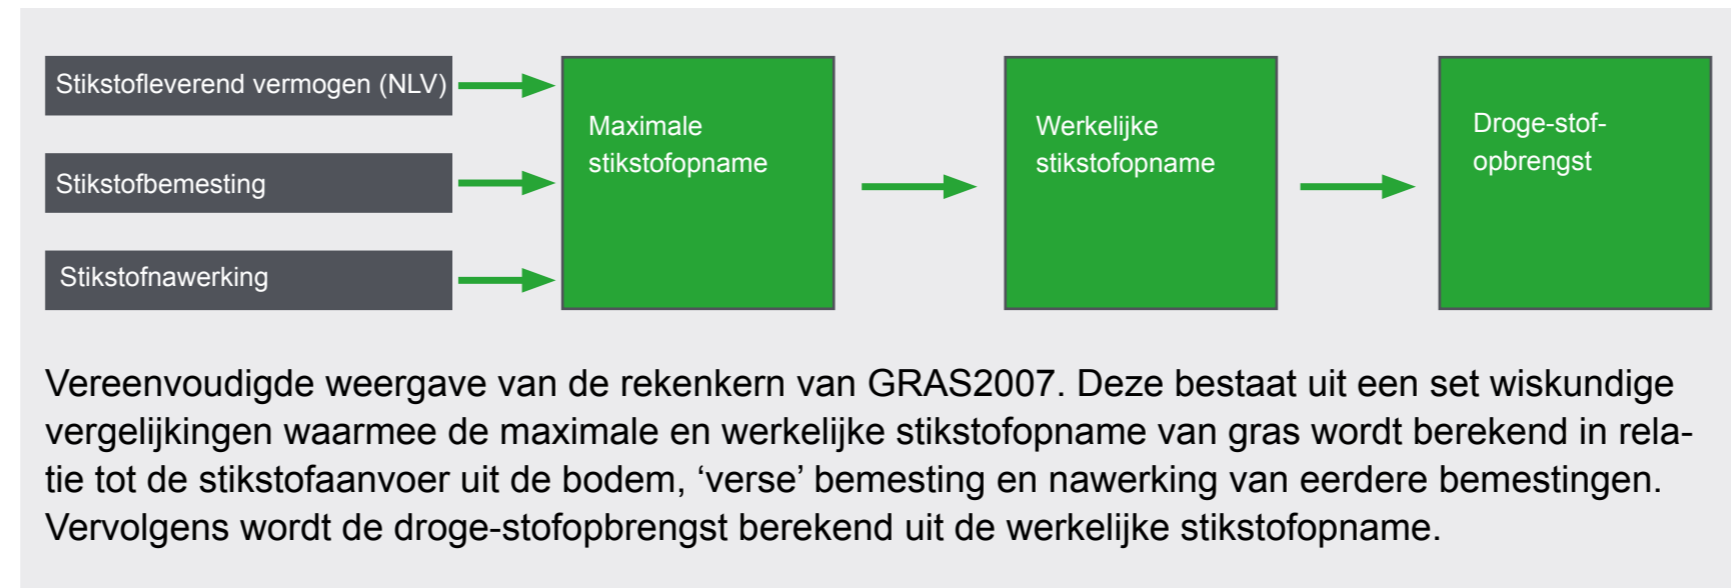 Stikstofleverend vermogen (NLV)
Stikstofbemesting
Stikstofnawerking
Maximale
stikstofopname
Werkelijke
stikstofopname
Droge-stof-
opbrengst
Vereenvoudigde weergave van de rekenkern van GRAS2007. Deze bestaat uit een set wiskundige
vergelijkingen waarmee de maximale en werkelijke stikstofopname van gras wordt berekend in rela-
tie tot de stikstofaanvoer uit de bodem, ‘verse’ bemesting en nawerking van eerdere bemestingen.
Vervolgens wordt de droge-stofopbrengst berekend uit de werkelijke stikstofopname.